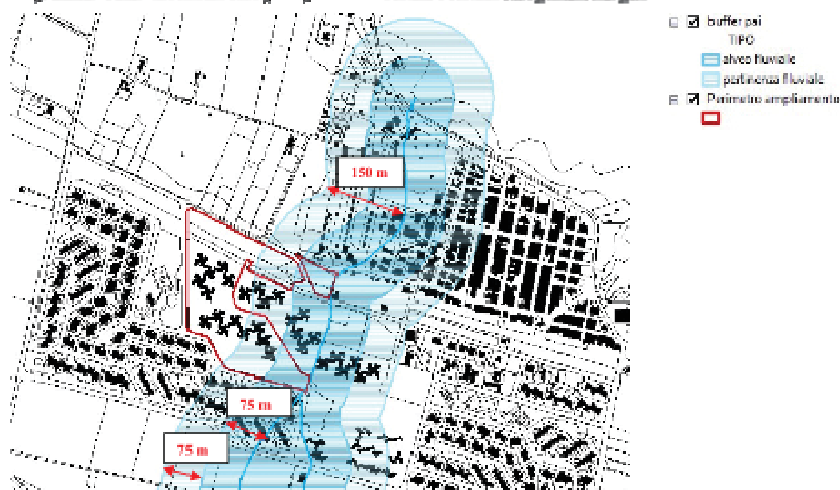 buffer pai
TIPO
alveo fluviale
pertinenza fluviale
Perimetro ampliamento
150 m
75 m
75 m